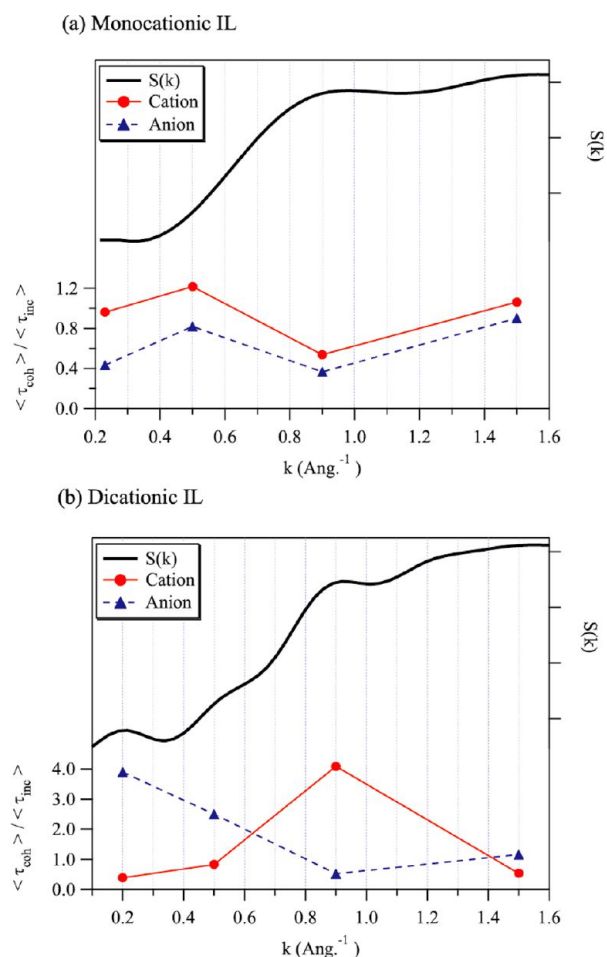 (a) Monocationic IL
S(k)
Cation
Anion
S(k)
1.2
0.8
0.4
0.0
< τcoh > / < τinc >
0.2 0.4 0.6 0.8 1.0 1.2 1.4 1.6
k (Ang.-1 )
(b) Dicationic IL
S(k)
Cation
Anion
S(k)
4.0
3.0
2.0
1.0
0.0
< τcoh > / < τinc >
0.2 0.4 0.6 0.8 1.0 1.2 1.4 1.6
k (Ang.-1 )